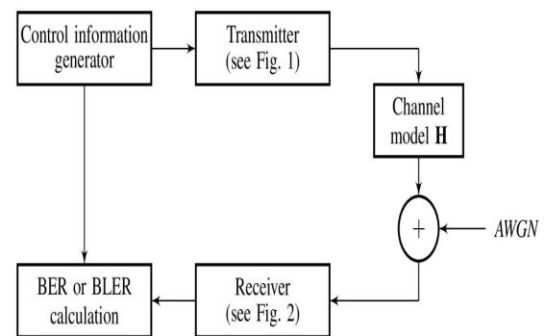 Control information
generator
Transmitter
(see Fig. 1)
Channel
model H
+
AWGN
BER or BLER
calculation
Receiver
(see Fig. 2)